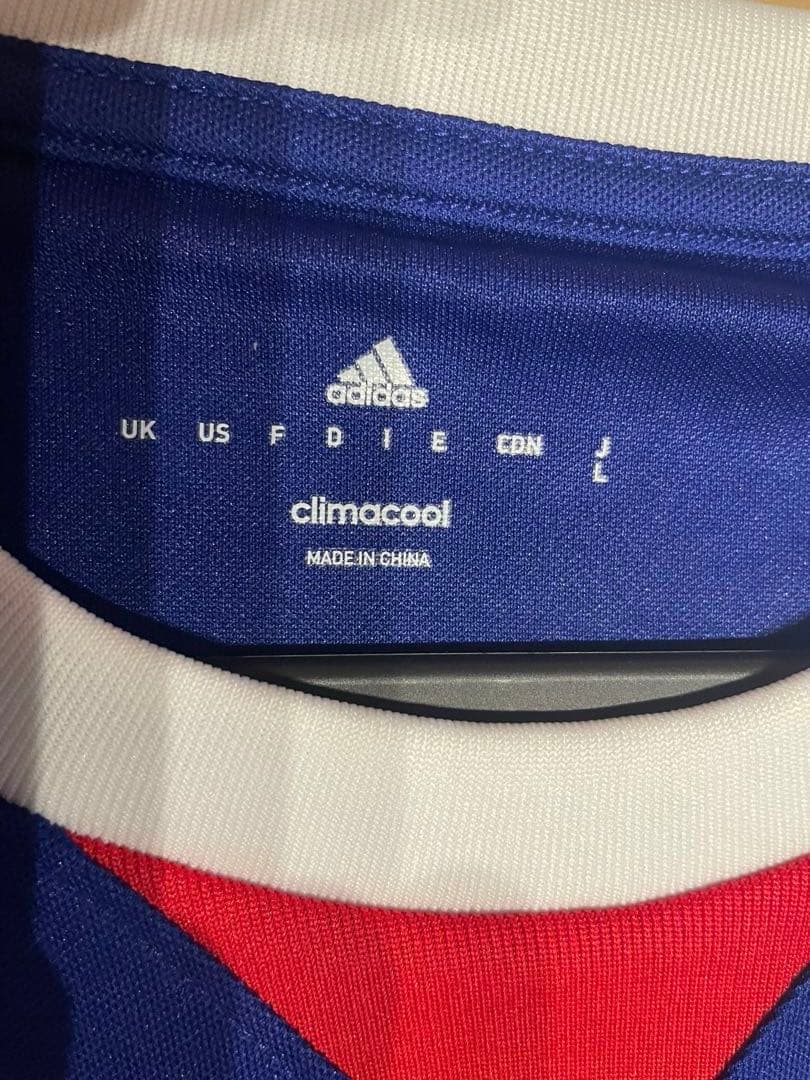 adidas
UK US F D I E CDN J
L
climacool
MADE IN CHINA